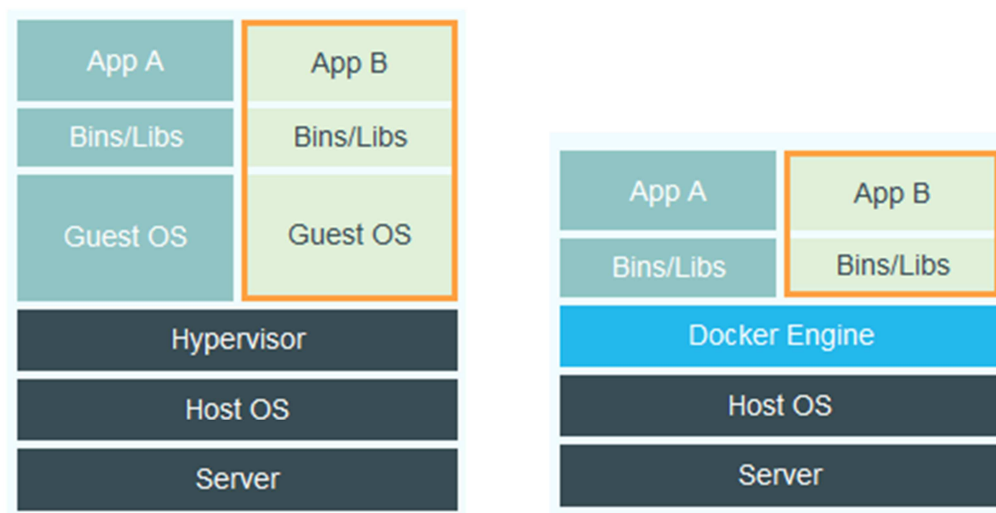 App A
App B
Bins/Libs
Bins/Libs
Guest OS
Guest OS
Hypervisor
Host OS
Server
App A
App B
Bins/Libs
Bins/Libs
Docker Engine
Host OS
Server